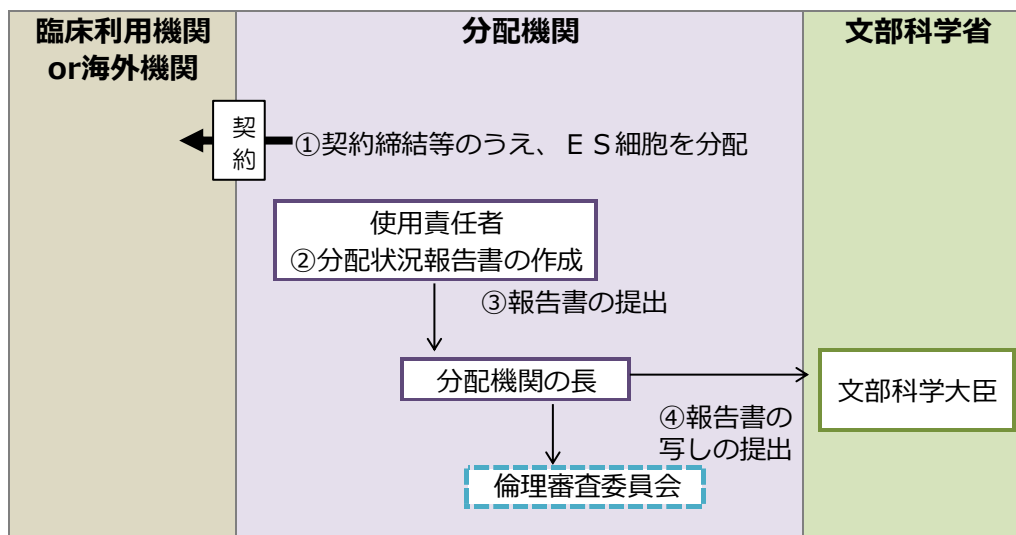 臨床利用機関
or海外機関
分配機関
文部科学省
契
約
①契約締結等のうえ、ＥＳ細胞を分配
使用責任者
②分配状況報告書の作成
③報告書の提出
分配機関の長
文部科学大臣
④報告書の
写しの提出
倫理審査委員会